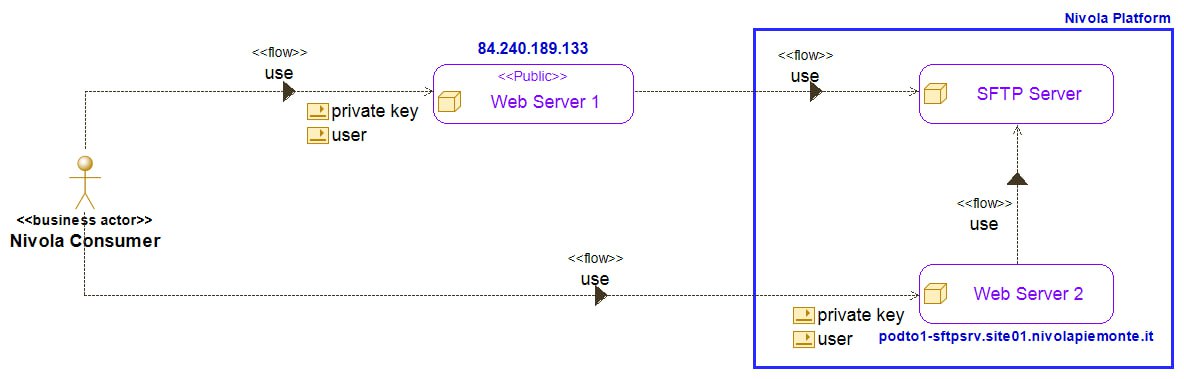 Nivola Platform
84.240.189.133
<<flow>>
use
<<Public>>
Web Server 1
private key
user
<<flow>>
use
SFTP Server
<<business actor>>
Nivola Consumer
<<flow>>
use
<<flow>>
use
Web Server 2
private key
user
podto1-sftpsrv.site01.nivolapiemonte.it